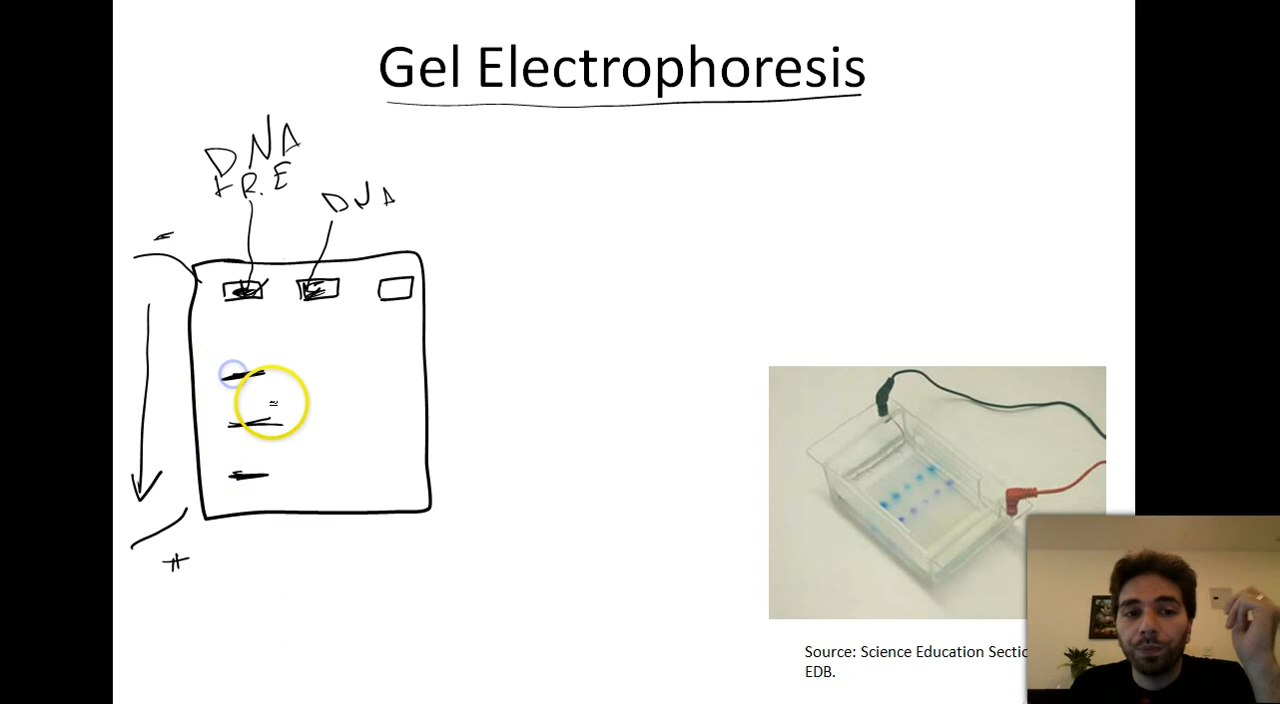 Gel Electrophoresis
DNA
+ R.E
DNA
-
+
Source: Science Education Sectio
EDB.